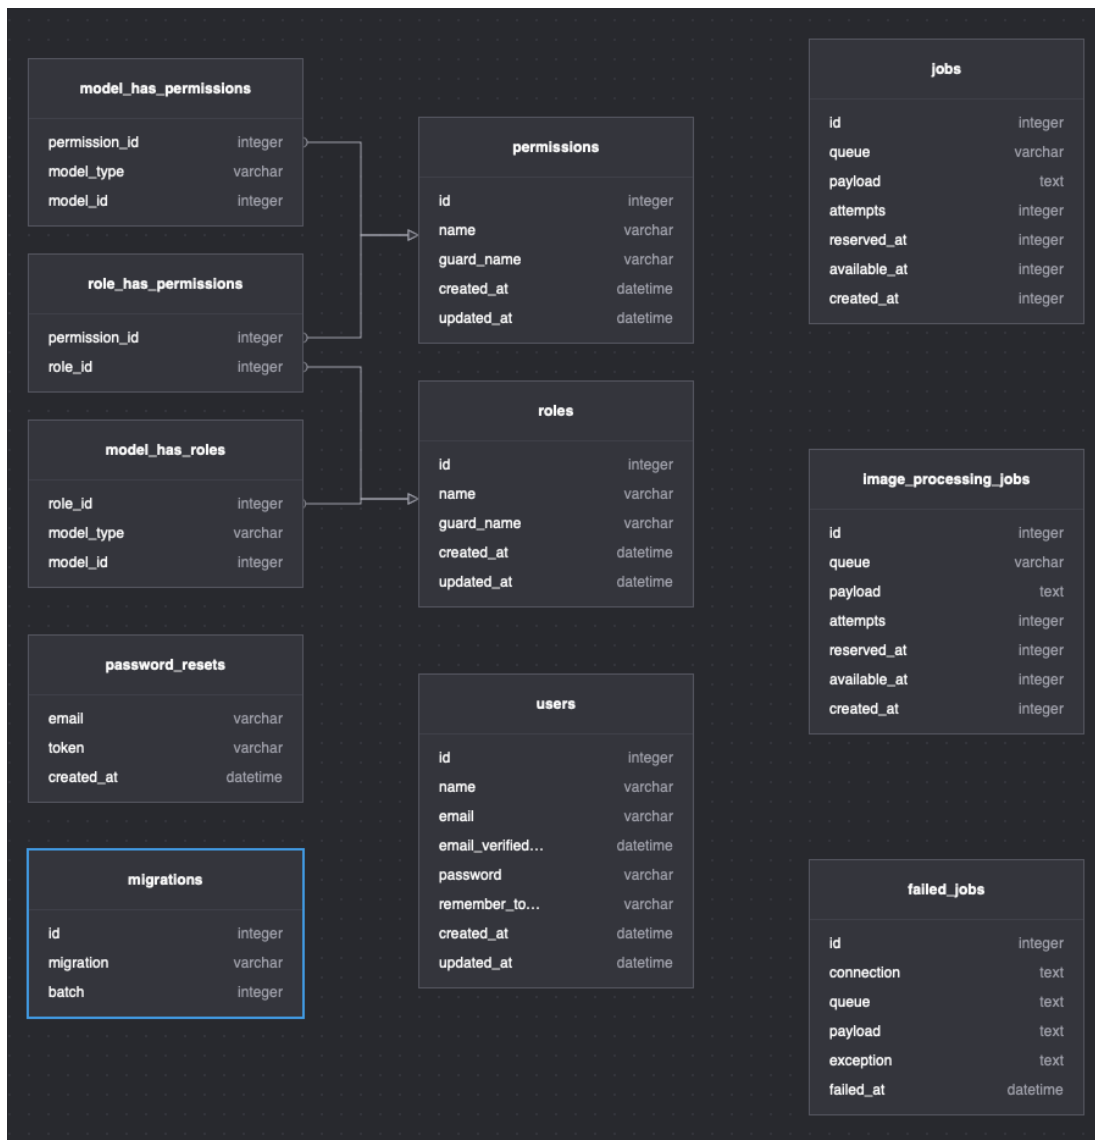 model_has_permissions
permission_id integer
model_type varchar
model_id integer
role_has_permissions
permission_id integer
role_id integer
model_has_roles
role_id integer
model_type varchar
model_id integer
password_resets
email varchar
token varchar
created_at datetime
migrations
id integer
migration varchar
batch integer
permissions
id integer
name varchar
guard_name varchar
created_at datetime
updated_at datetime
roles
id integer
name varchar
guard_name varchar
created_at datetime
updated_at datetime
users
id integer
name varchar
email varchar
email_verified... datetime
password varchar
remember_to... varchar
created_at datetime
updated_at datetime
jobs
id integer
queue varchar
payload text
attempts integer
reserved_at integer
available_at integer
created_at integer
image_processing_jobs
id integer
queue varchar
payload text
attempts integer
reserved_at integer
available_at integer
created_at integer
failed_jobs
id integer
connection text
queue text
payload text
exception text
failed_at datetime